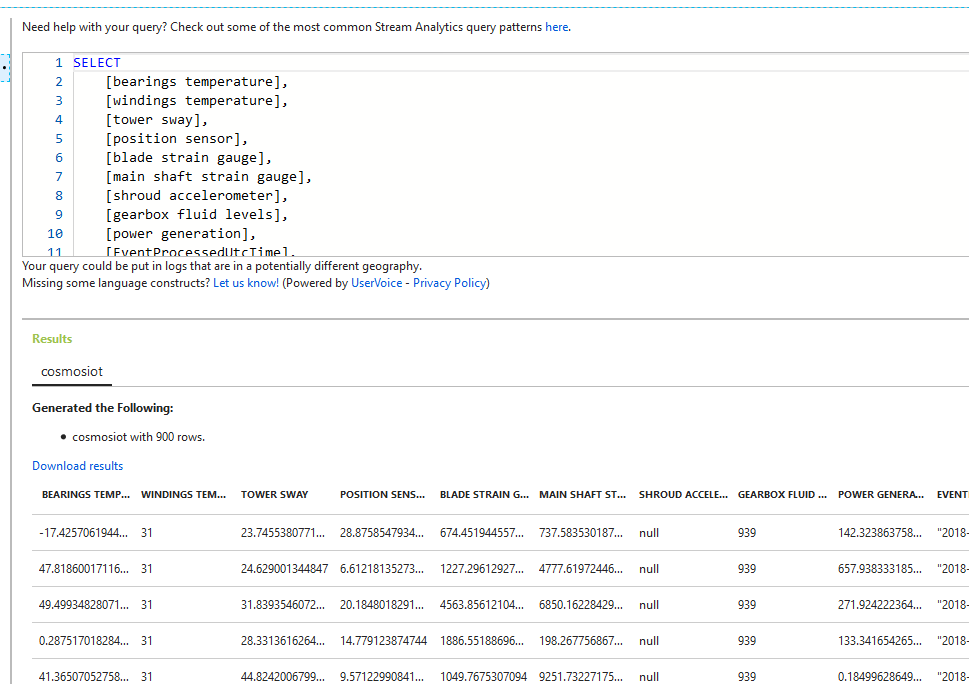 Need help with your query? Check out some of the most common Stream Analytics query patterns here.
1 SELECT
2 [bearings temperature],
3 [windings temperature],
4 [tower sway],
5 [position sensor],
6 [blade strain gauge],
7 [main shaft strain gauge],
8 [shroud accelerometer],
9 [gearbox fluid levels],
10 [power generation],
11 [EventProcessedUtcTime],
Your query could be put in logs that are in a potentially different geography.
Missing some language constructs? Let us know! (Powered by UserVoice - Privacy Policy)
Results
cosmosiot
Generated the Following:
• cosmosiot with 900 rows.
Download results
BEARINGS TEMP... WINDINGS TEM... TOWER SWAY POSITION SENS... BLADE STRAIN G... MAIN SHAFT ST... SHROUD ACCELE... GEARBOX FLUID ... POWER GENERA... EVENT
-17.4257061944... 31 23.7455380771... 28.8758547934... 674.451944557... 737.583530187... null 939 142.323863758... "2018-
47.81860017116... 31 24.629001344847 6.61218135273... 1227.29612927... 4777.61972446... null 939 657.938333185... "2018-
49.49934828071... 31 31.8393546072... 20.1848018291... 4563.85612104... 6850.16228429... null 939 271.924222364... "2018-
0.287517018284... 31 28.3313616264... 14.779123874744 1886.55188696... 198.267756867... null 939 133.341654265... "2018-
41.36507052758... 31 44.8242006799... 9.57122990841... 1049.7675307094 9251.73227175... null 939 0.18499628649... "2018-